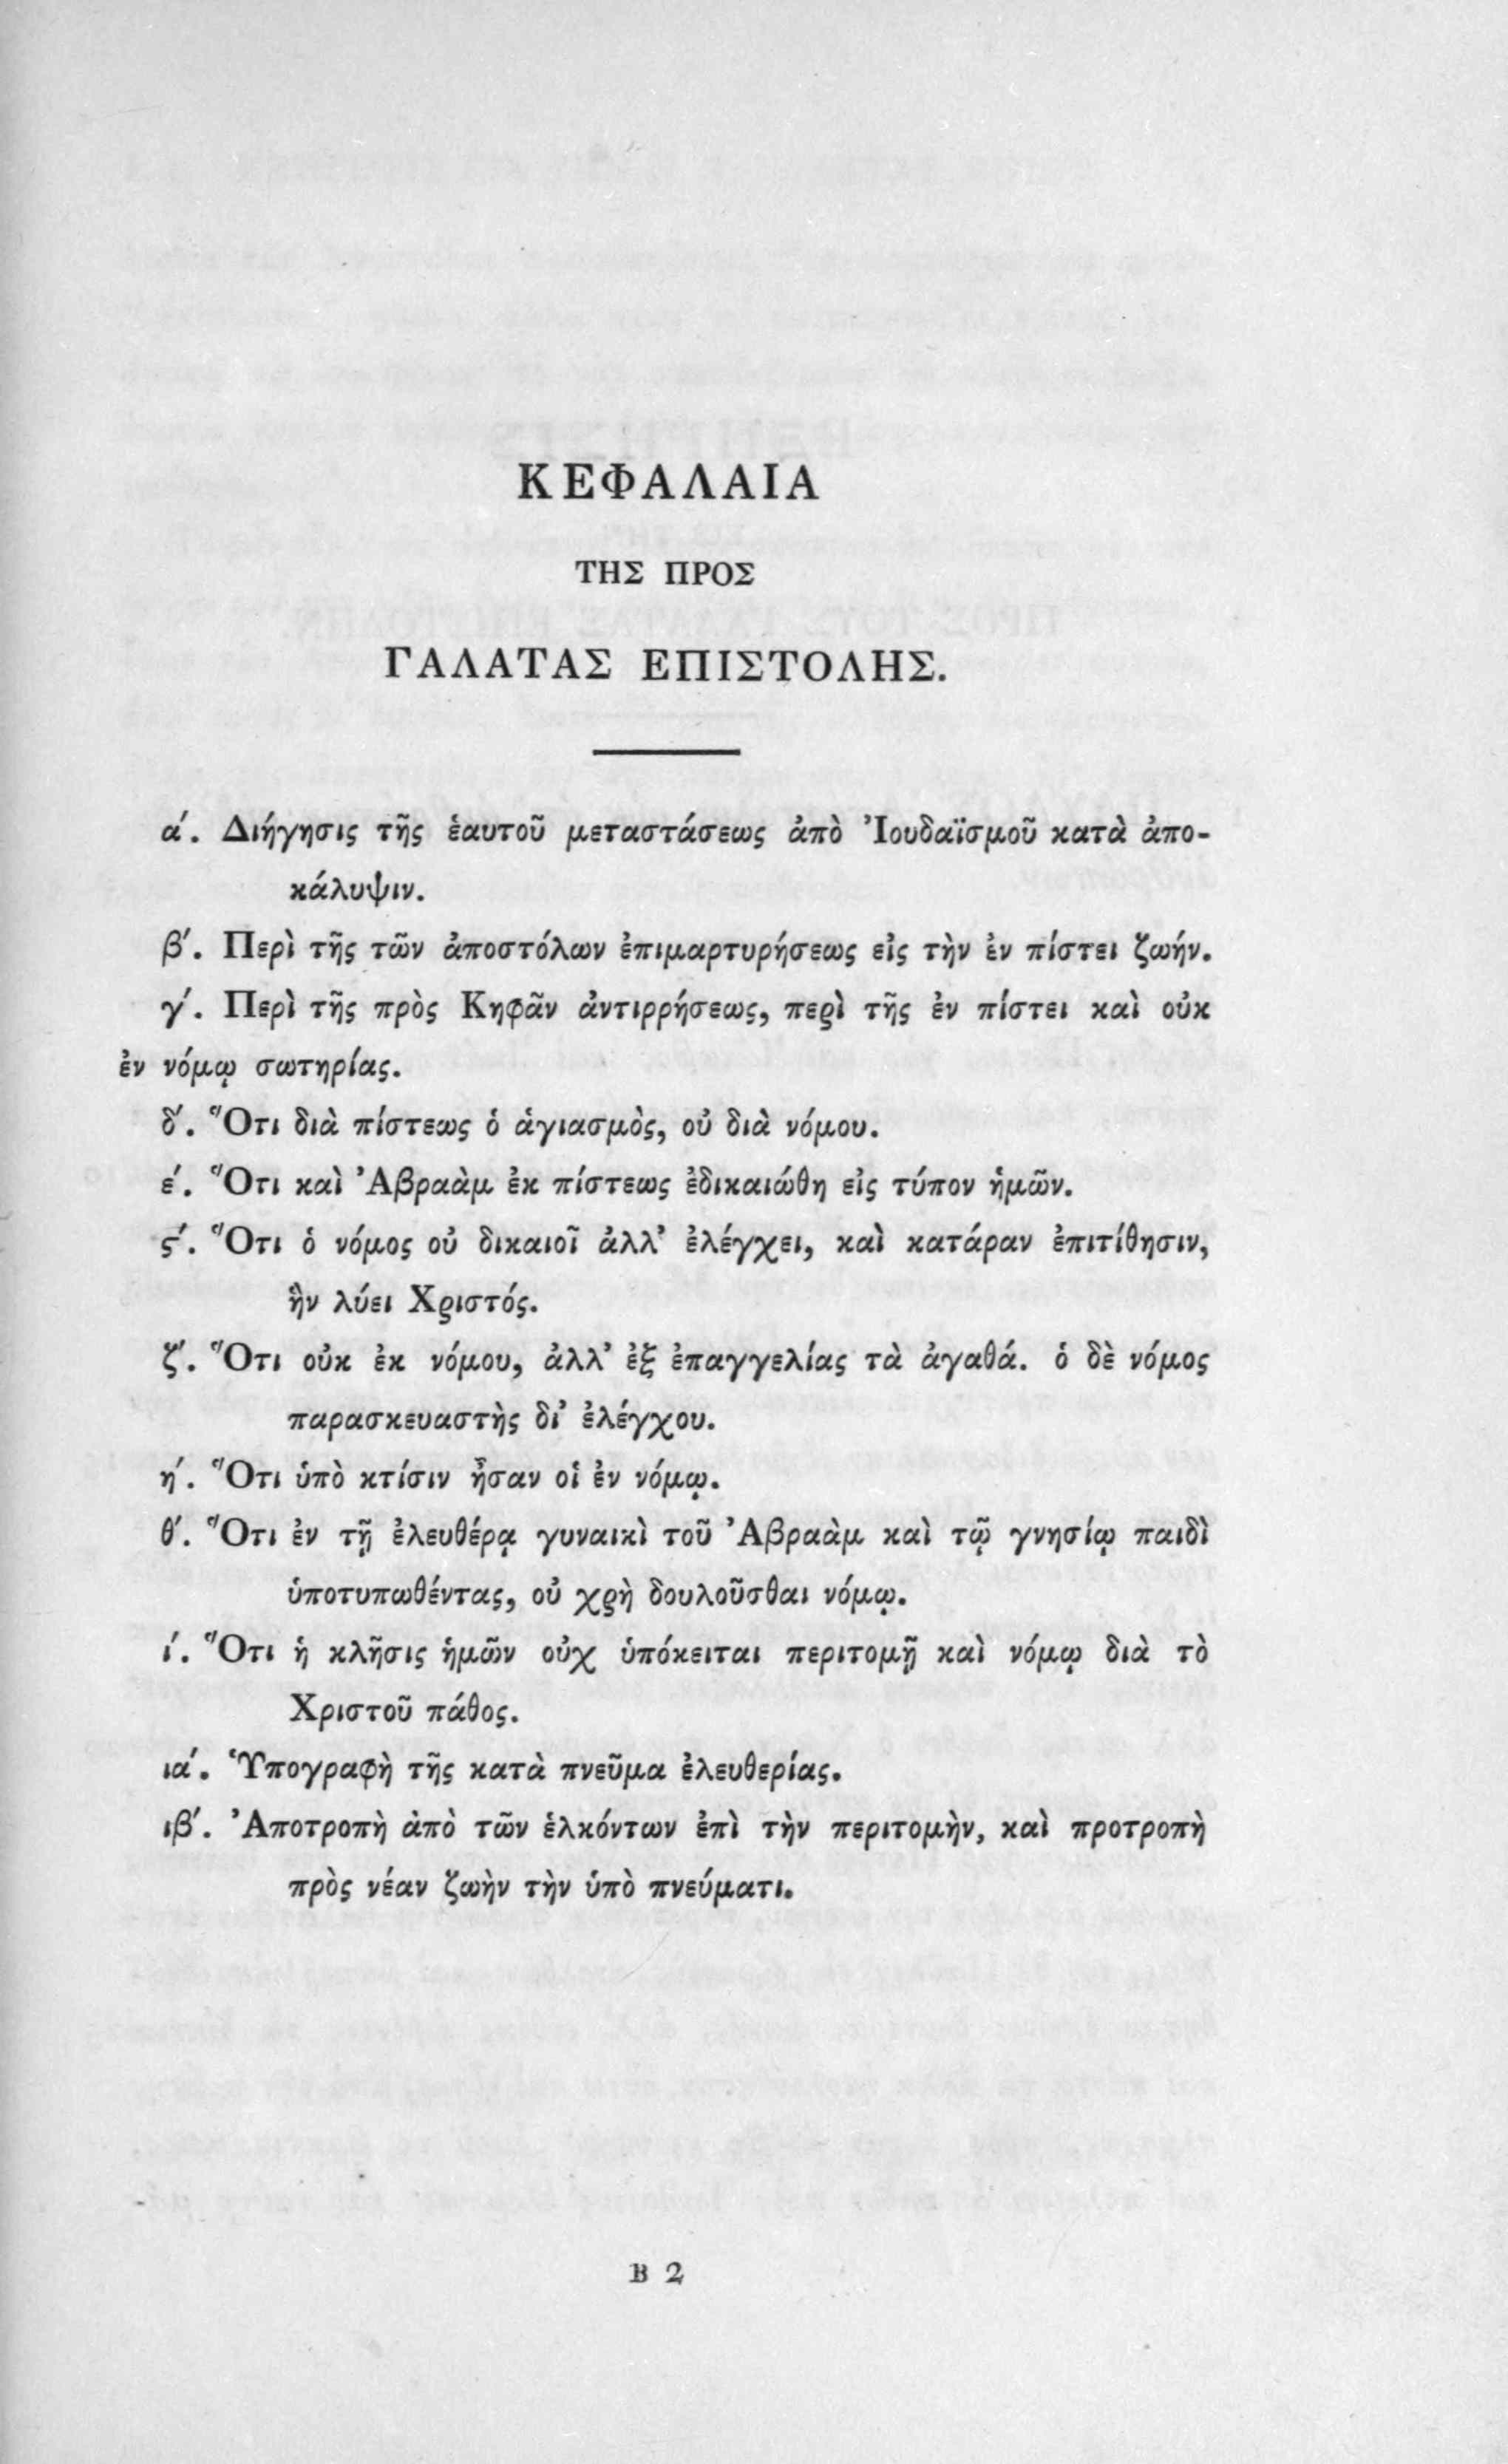 ΚΕΦΑΛΑΙΑ
ΤΗΣ ΠΡΟΣ
ΓΑΛΑΤΑΣ ΕΠΙΣΤΟΛΗΣ.
α΄. Διήγησις τῆς ἑαυτοῦ μεταστάσεως ἀπὸ Ἰουδαϊσμοῦ κατὰ ἀπο-
κάλυψιν.
β΄. Περὶ τῆς τῶν ἀποστόλων ἐπιμαρτυρήσεως εἰς τὴν ἐν πίστει ζωήν.
γ΄. Περὶ τῆς πρὸς Κηφᾶν ἀντιρρήσεως, περὶ τῆς ἐν πίστει καὶ οὐκ
ἐν νόμῳ σωτηρίας.
δ΄. Ὅτι διὰ πίστεως ὁ ἁγιασμὸς, οὐ διὰ νόμου.
ε΄. Ὅτι καὶ Ἀβραὰμ ἐκ πίστεως ἐδικαιώθη εἰς τύπον ἡμῶν.
ϛ΄. Ὅτι ὁ νόμος οὐ δικαιοῖ ἀλλ’ ἐλέγχει, καὶ κατάραν ἐπιτίθησιν,
ἣν λύει Χριστός.
ζ΄. Ὅτι οὐκ ἐκ νόμου, ἀλλ’ ἐξ ἐπαγγελίας τὰ ἀγαθά. ὁ δὲ νόμος
παρασκευαστὴς δι’ ἐλέγχου.
η΄. Ὅτι ὑπὸ κτίσιν ἦσαν οἱ ἐν νόμῳ.
θ΄. Ὅτι ἐν τῇ ἐλευθέρᾳ γυναικὶ τοῦ Ἀβραὰμ καὶ τῷ γνησίῳ παιδὶ
ὑποτυπωθέντας, οὐ χρὴ δουλοῦσθαι νόμῳ.
ί. Ὅτι ἡ κλῆσις ἡμῶν οὐχ ὑπόκειται περιτομῇ καὶ νόμῳ διὰ τὸ
Χριστοῦ πάθος.
ια΄. Ὑπογραφὴ τῆς κατὰ πνεῦμα ἐλευθερίας.
ιβ΄. Ἀποτροπὴ ἀπὸ τῶν ἑλκόντων ἐπὶ τὴν περιτομὴν, καὶ προτροπὴ
πρὸς νέαν ζωὴν τὴν ὑπὸ πνεύματι.
B 2